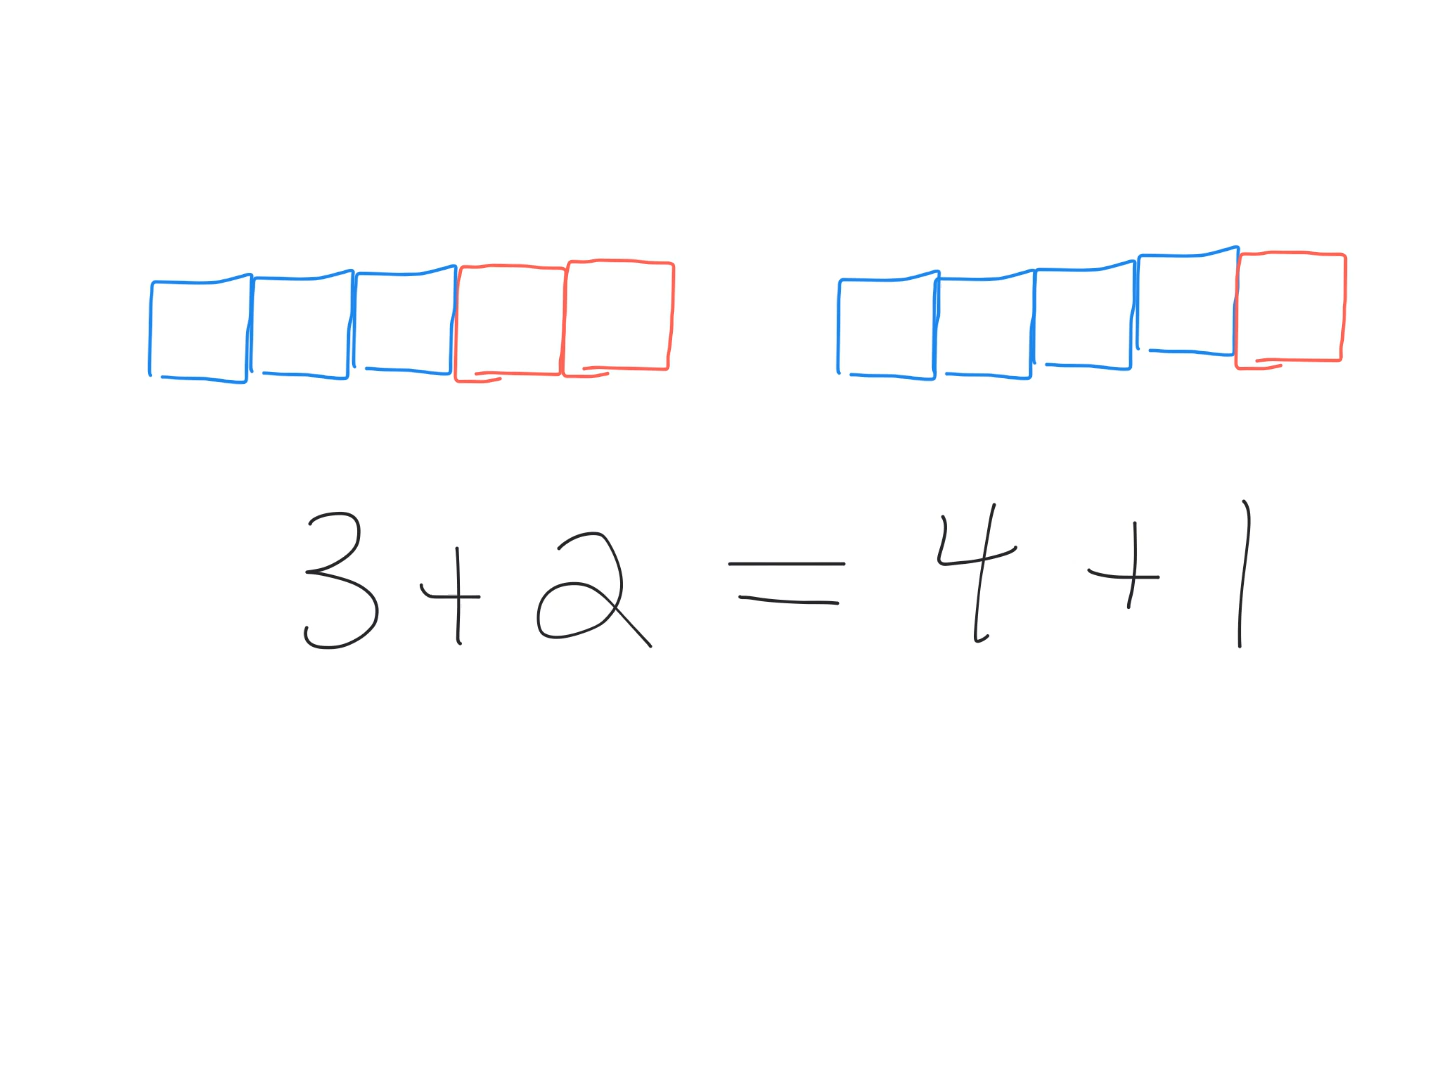 3 + 2 = 4 + 1